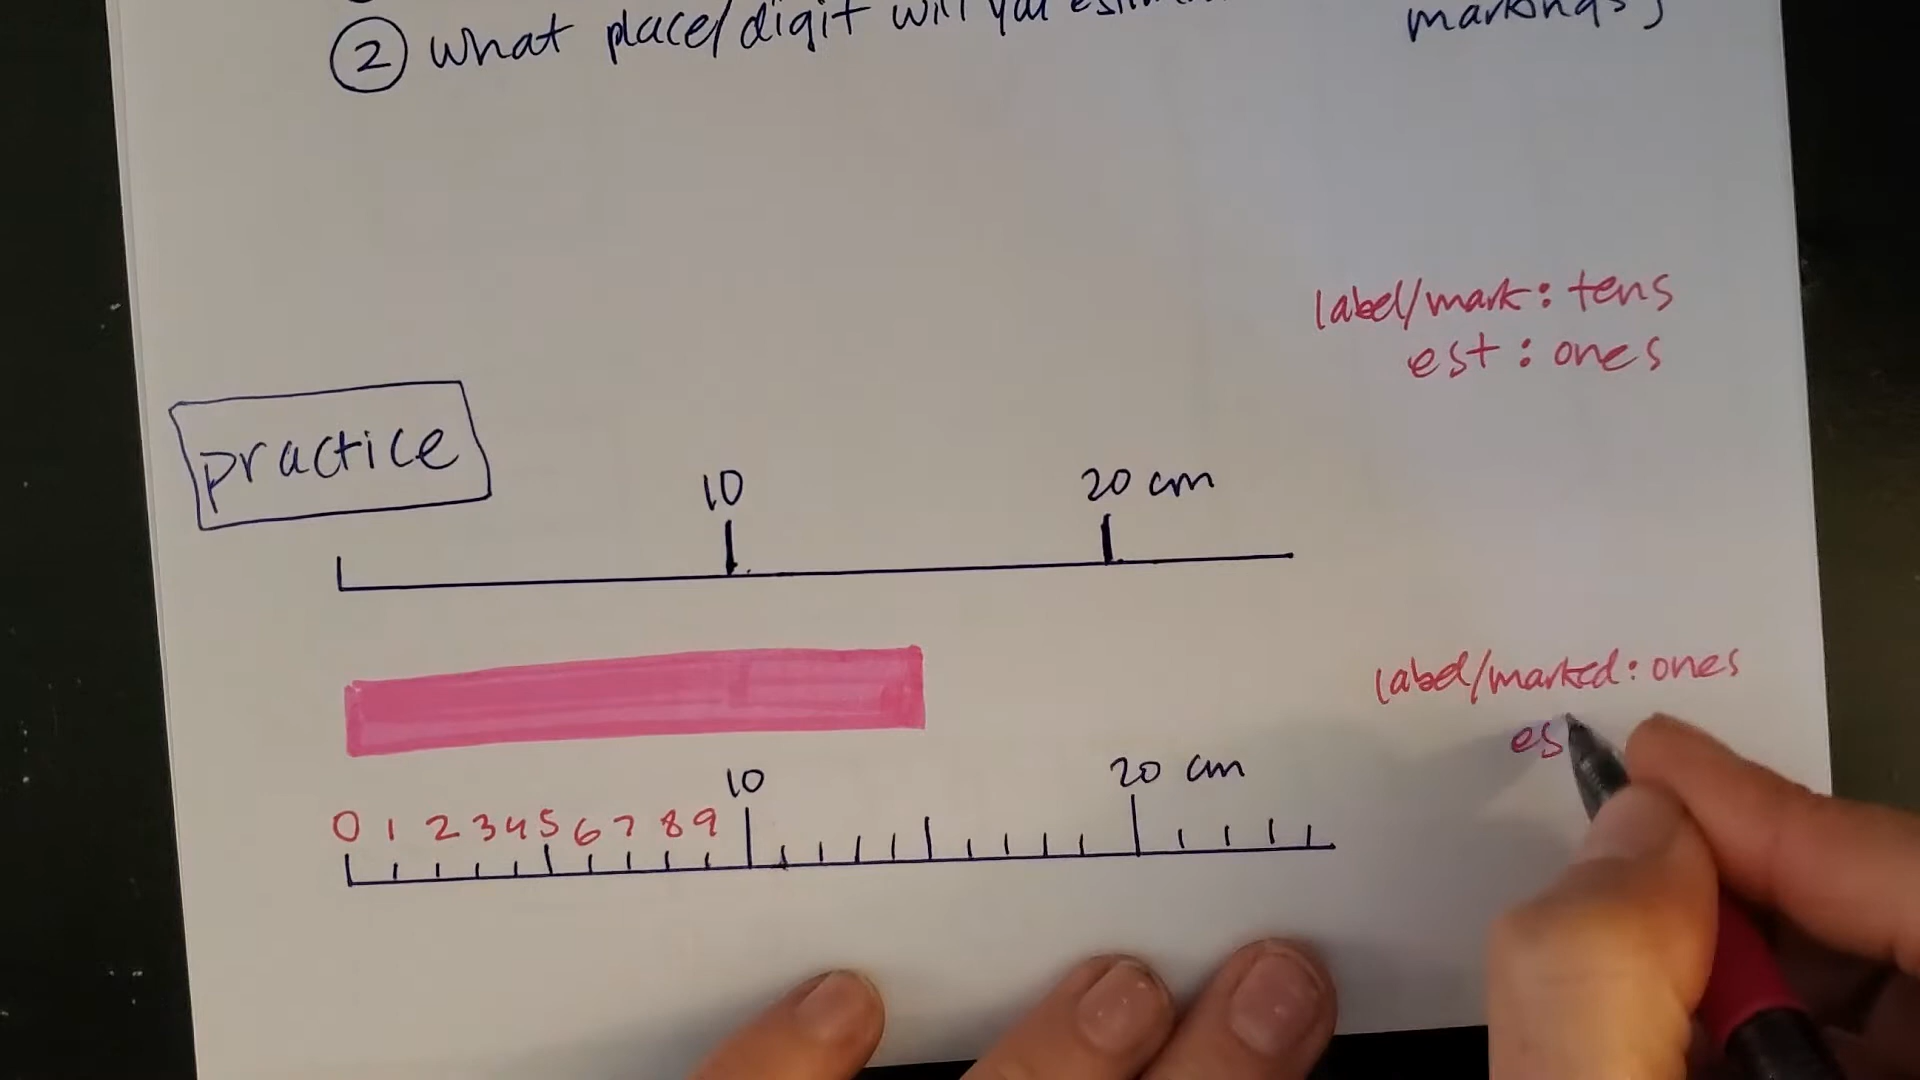 ② What place/digit will you
markings)
label/mark: tens
est: ones
practice
10
20 cm
label/marked: ones
es
10
20 cm
0 1 2 3 4 5 6 7 8 9